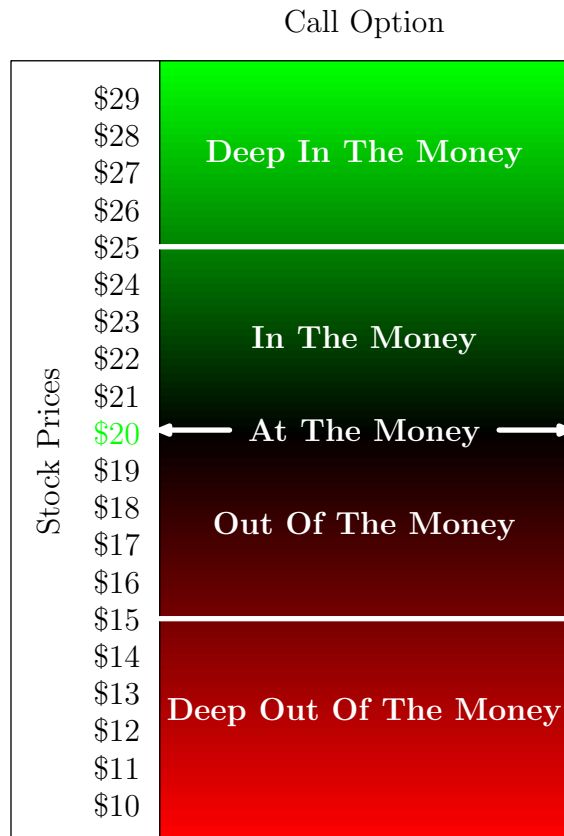 Call Option
Stock Prices
$29
$28
$27
$26
$25
$24
$23
$22
$21
$20
$19
$18
$17
$16
$15
$14
$13
$12
$11
$10
Deep In The Money
In The Money
At The Money
Out Of The Money
Deep Out Of The Money